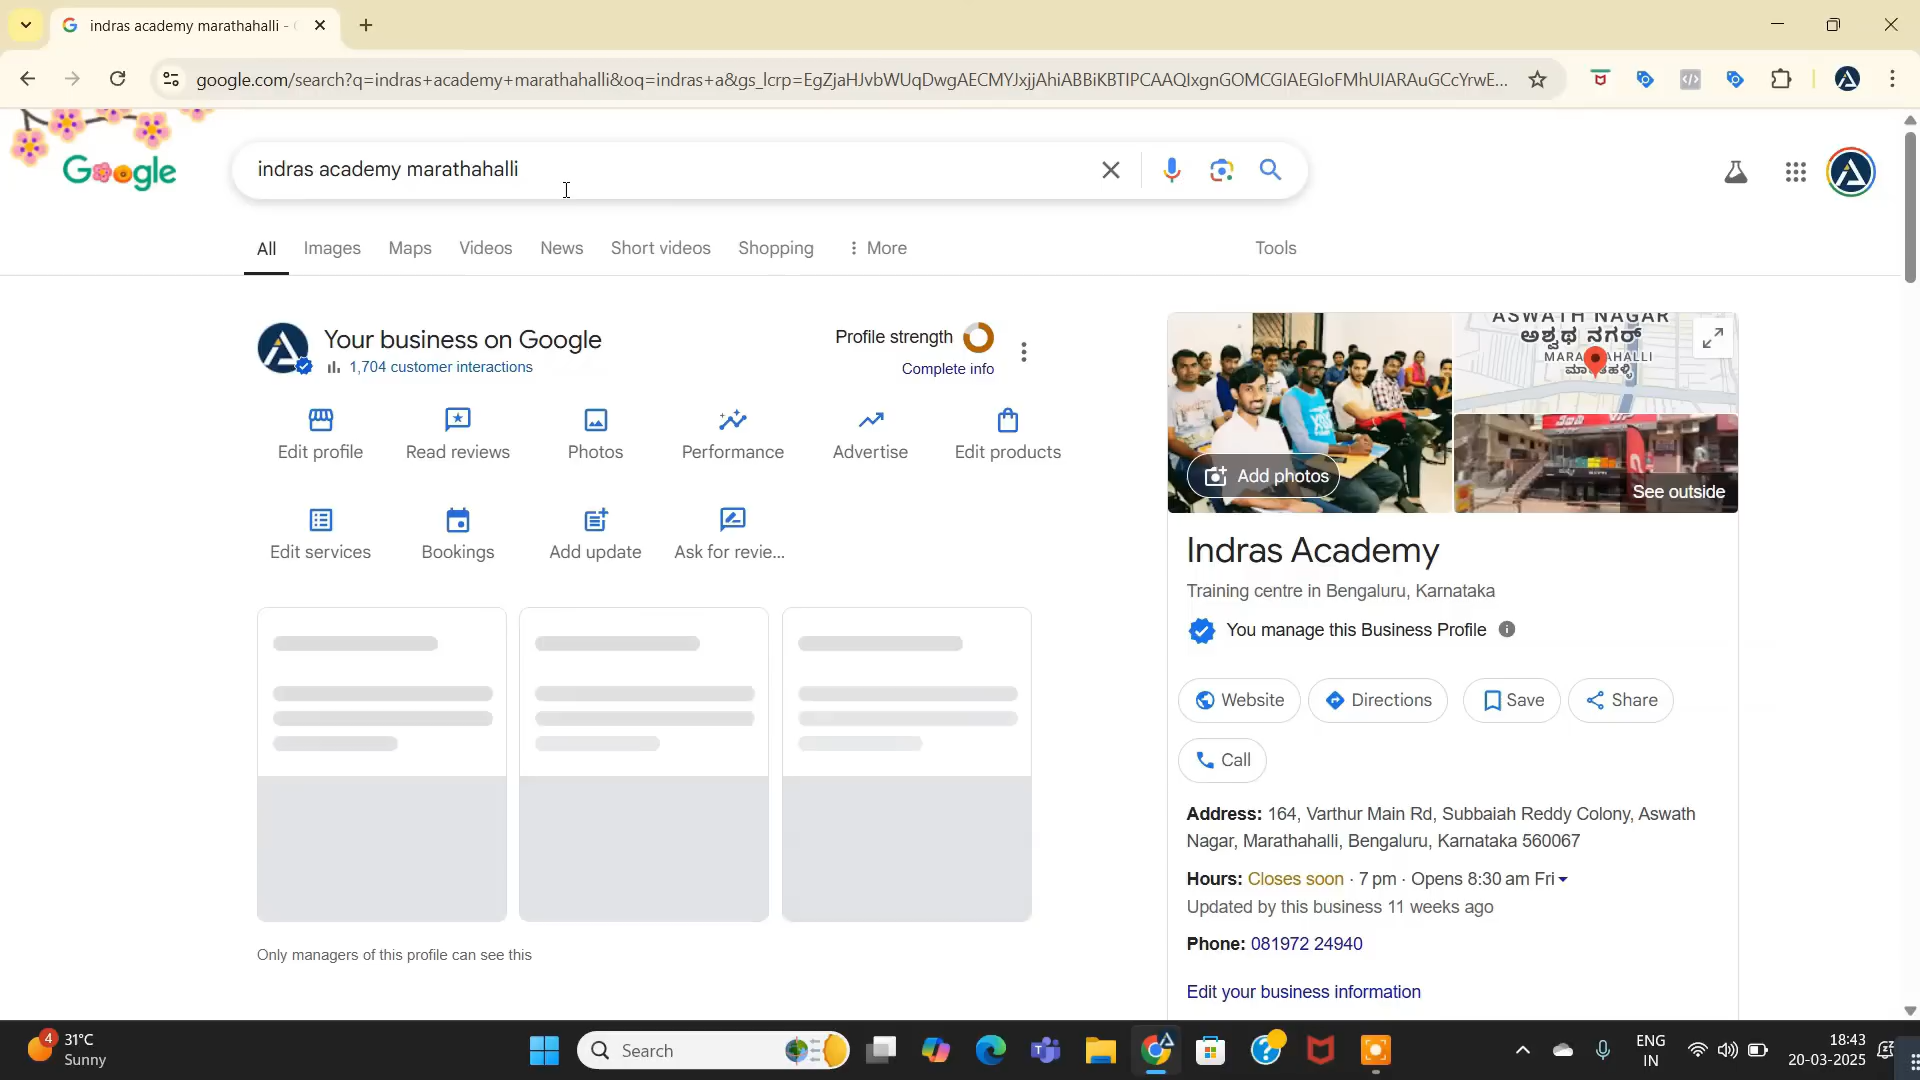 indras academy marathahalli -
google.com/search?q=indras+academy+marathahalli&oq=indras+a&gs_lcrp=EgZjaHJvbWUqDwgAECMYJxjjAhiABBiKBTIPCAAQIxgnGOMCGIAEGIoFMhUIARAuGCcYrwE...
Google
indras academy marathahalli
All
Images
Maps
Videos
News
Short videos
Shopping
More
Tools
Your business on Google
1,704 customer interactions
Profile strength
Complete info
Edit profile
Read reviews
Photos
Performance
Advertise
Edit products
Edit services
Bookings
Add update
Ask for revie...
Only managers of this profile can see this
Add photos
ASWATH NAGAR
ಅಶ್ವಥ ನಗರ್
See outside
Indras Academy
Training centre in Bengaluru, Karnataka
You manage this Business Profile
Website
Directions
Save
Share
Call
Address: 164, Varthur Main Rd, Subbaiah Reddy Colony, Aswath
Nagar, Marathahalli, Bengaluru, Karnataka 560067
Hours: Closes soon · 7 pm · Opens 8:30 am Fri
Updated by this business 11 weeks ago
Phone: 081972 24940
Edit your business information
4
31°C
Sunny
Search
ENG
IN
18:43
20-03-2025